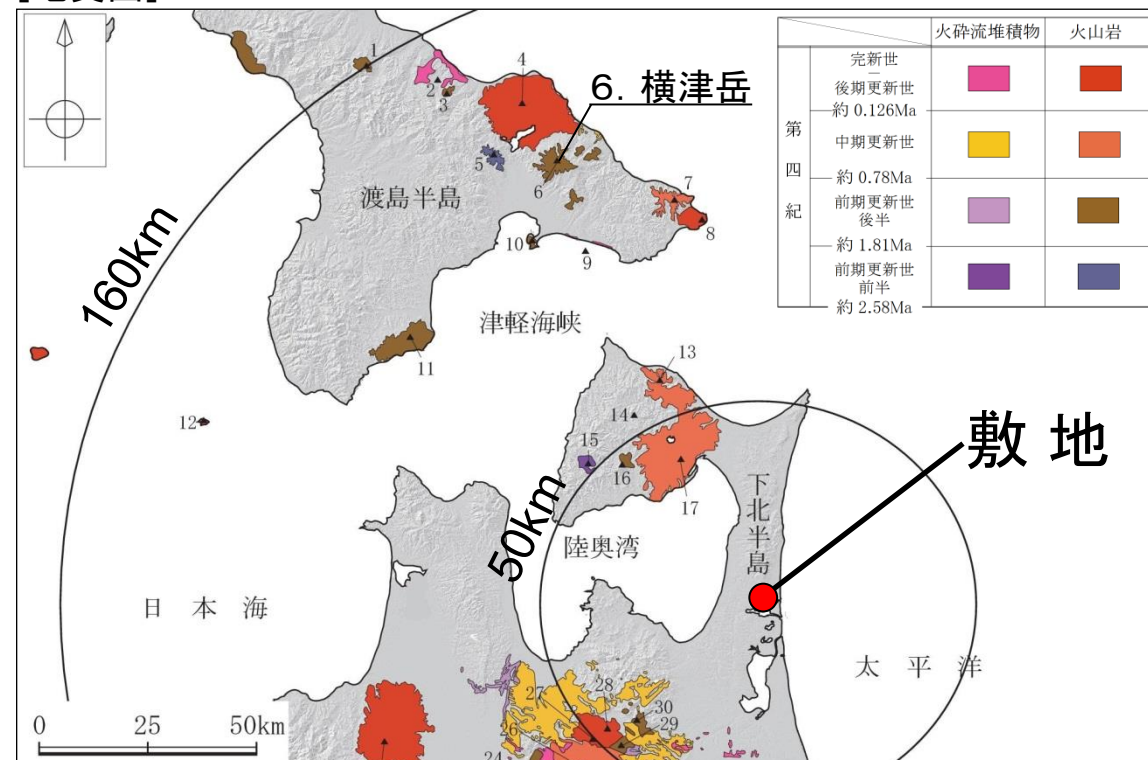 火砕流堆積物
火山岩
第四紀
完新世
後期更新世
約 0.126Ma
中期更新世
約 0.78Ma
前期更新世
後半
約 1.81Ma
前期更新世
前半
約 2.58Ma
1
2
3
4
6. 横津岳
5
6
7
8
渡島半島
10
9
160km
津軽海峡
11
12
13
14
15
16
17
敷 地
下北半島
50km
陸奥湾
日 本 海
太 平 洋
27
28
30
29
26
24
0 25 50km